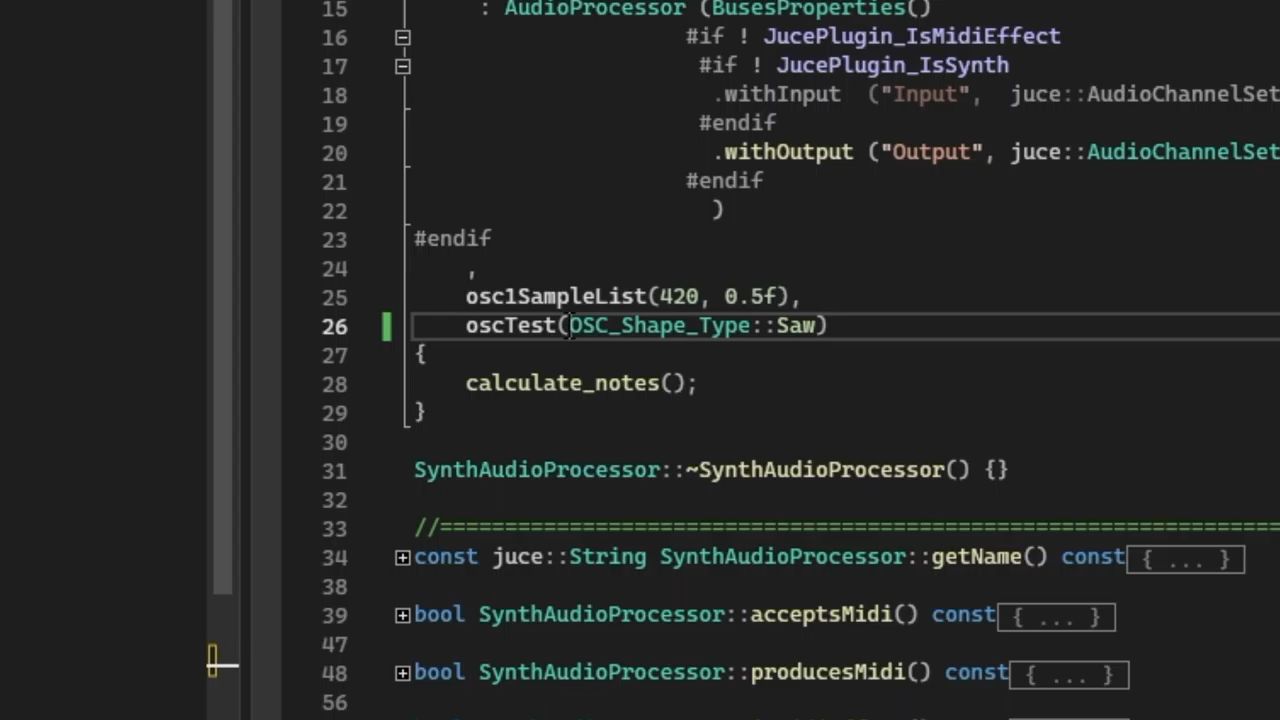 15 : AudioProcessor (BusesProperties()
16 #if ! JucePlugin_IsMidiEffect
17 #if ! JucePlugin_IsSynth
18 .withInput ("Input", juce::AudioChannelSet
19 #endif
20 .withOutput ("Output", juce::AudioChannelSet
21 #endif
22 )
23 #endif
24 ,
25 osc1SampleList(420, 0.5f),
26 oscTest(OSC_Shape_Type::Saw)
27 {
28 calculate_notes();
29 }
30
31 SynthAudioProcessor::~SynthAudioProcessor() {}
32
33 //==================================================================
34 const juce::String SynthAudioProcessor::getName() const{ ... }
38
39 bool SynthAudioProcessor::acceptsMidi() const{ ... }
47
48 bool SynthAudioProcessor::producesMidi() const{ ... }
56